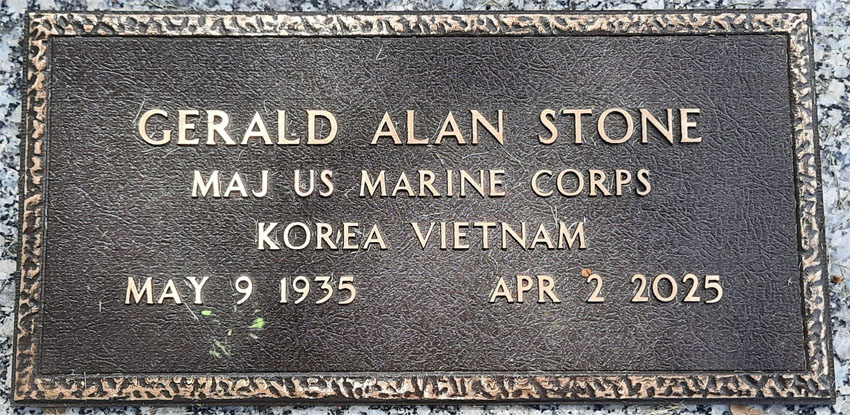 GERALD ALAN STONE
MAJ US MARINE CORPS
KOREA VIETNAM
MAY 9 1935 APR 2 2025